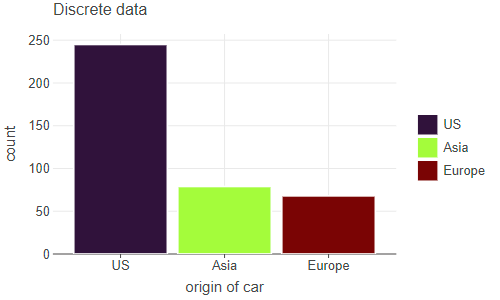 Discrete data
250
200
150
100
50
0
count
US
Asia
Europe
origin of car
US
Asia
Europe